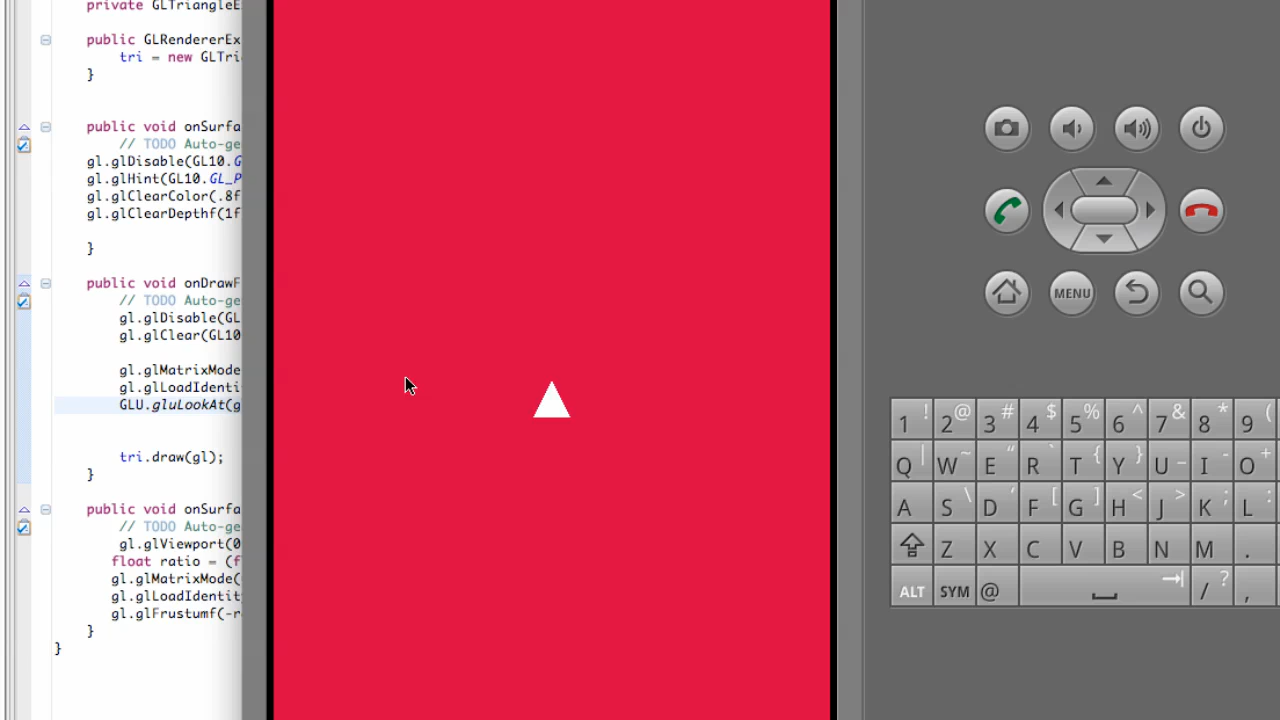 private GLTriangleE
public GLRendererEx
tri = new GLTri
}
public void onSurfa
// TODO Auto-ge
gl.glDisable(GL10.G
gl.glHint(GL10.GL_P
gl.glClearColor(.8f
gl.glClearDepthf(1f
}
public void onDrawF
// TODO Auto-ge
gl.glDisable(GL
gl.glClear(GL10
gl.glMatrixMode
gl.glLoadIdenti
GLU.gluLookAt(g
tri.draw(gl);
}
public void onSurfa
// TODO Auto-ge
gl.glViewport(0
float ratio = (f
gl.glMatrixMode(
gl.glLoadIdentit
gl.glFrustumf(-r
}
}
MENU
1 ! 2 @ 3 # 4 $ 5 % 6 ^ 7 & 8 * 9 (
Q | W ~ E " R ` T { Y } U _ I - O +
A S \ D ' F [ G ] H < J > K ; L :
Z X C V B N M .
ALT SYM @ / ? ,